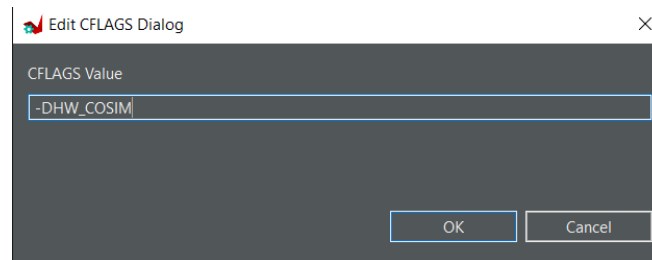 Edit CFLAGS Dialog
CFLAGS Value
-DHW_COSIM
OK Cancel